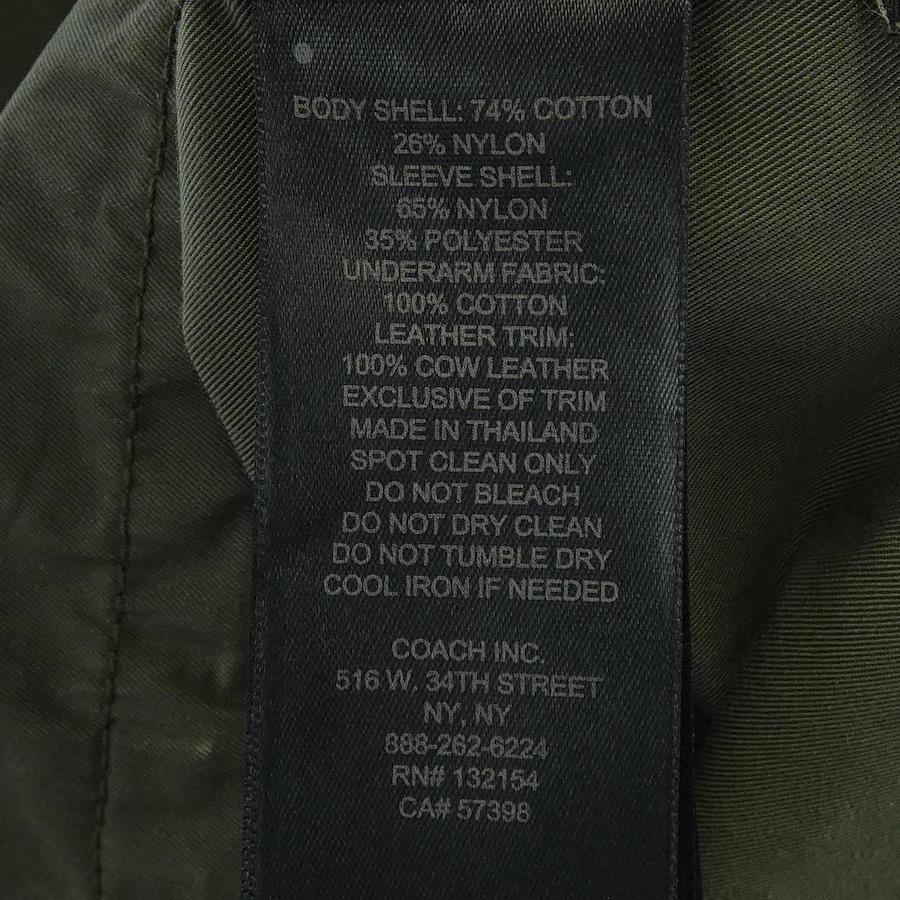 BODY SHELL: 74% COTTON
26% NYLON
SLEEVE SHELL:
65% NYLON
35% POLYESTER
UNDERARM FABRIC:
100% COTTON
LEATHER TRIM:
100% COW LEATHER
EXCLUSIVE OF TRIM
MADE IN THAILAND
SPOT CLEAN ONLY
DO NOT BLEACH
DO NOT DRY CLEAN
DO NOT TUMBLE DRY
COOL IRON IF NEEDED
COACH INC.
516 W. 34TH STREET
NY, NY
888-262-6224
RN# 132154
CA# 57398